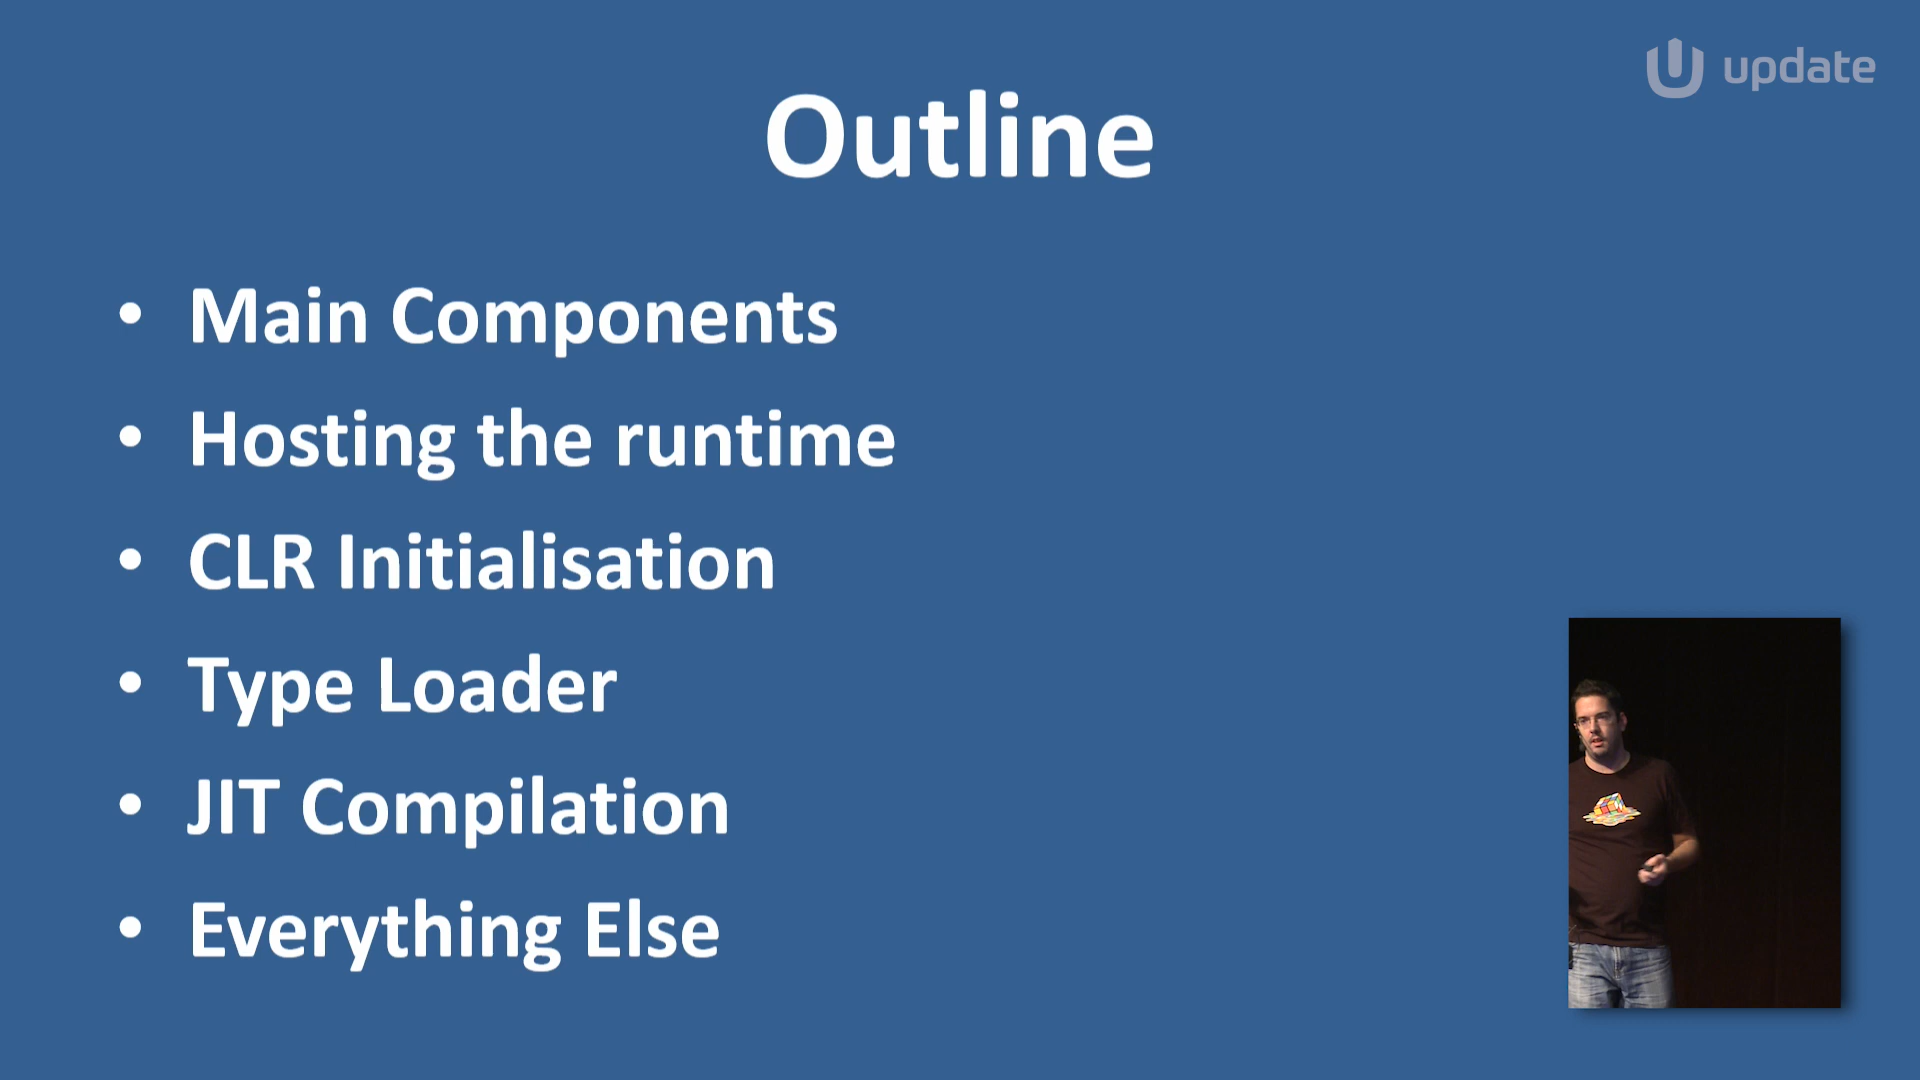 update
Outline
• Main Components
• Hosting the runtime
• CLR Initialisation
• Type Loader
• JIT Compilation
• Everything Else